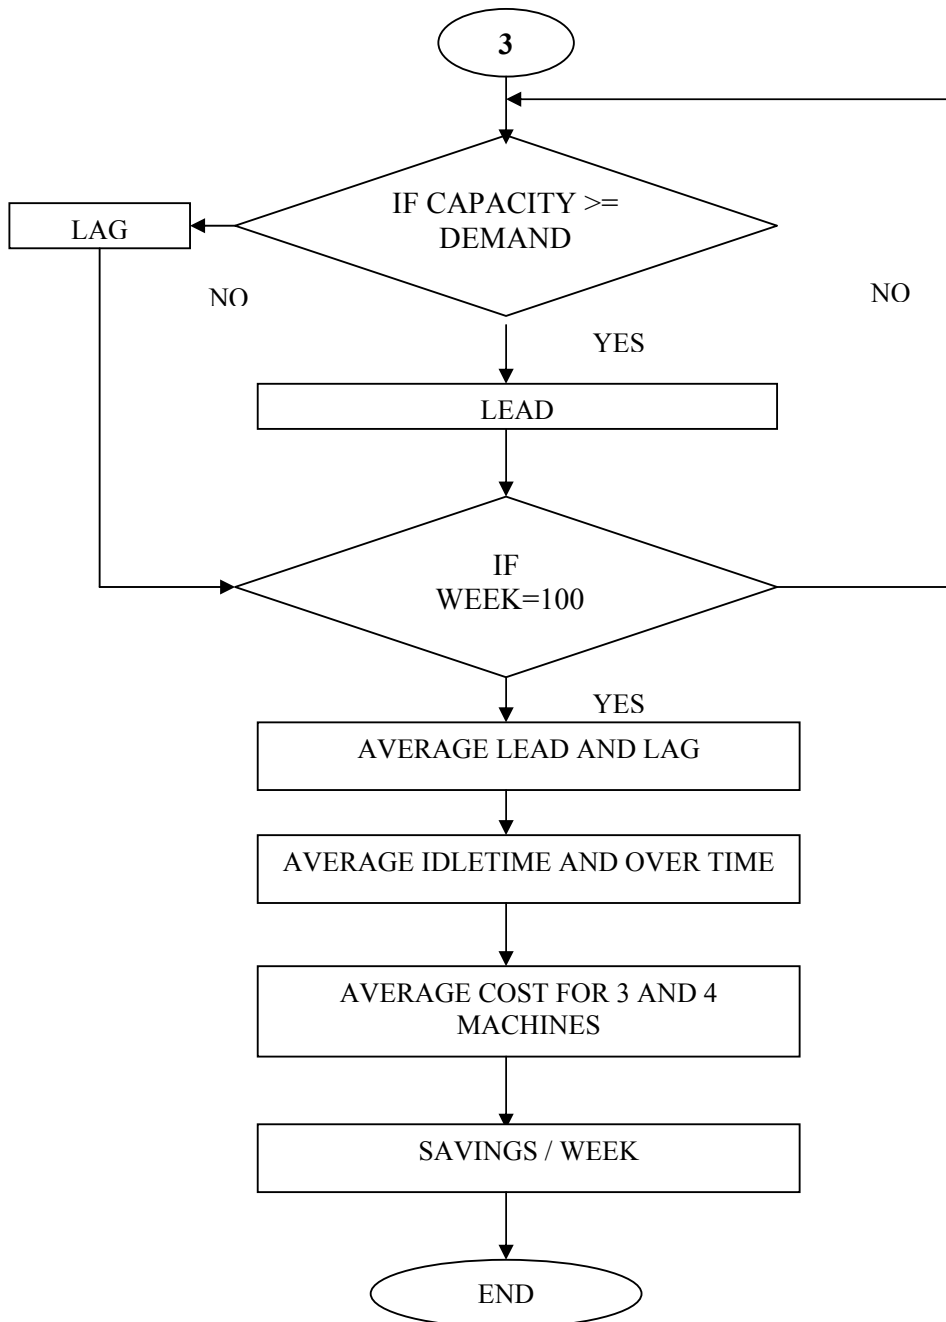 3
IF CAPACITY >=
DEMAND
LAG
NO
NO
YES
LEAD
IF
WEEK=100
YES
AVERAGE LEAD AND LAG
AVERAGE IDLETIME AND OVER TIME
AVERAGE COST FOR 3 AND 4
MACHINES
SAVINGS / WEEK
END